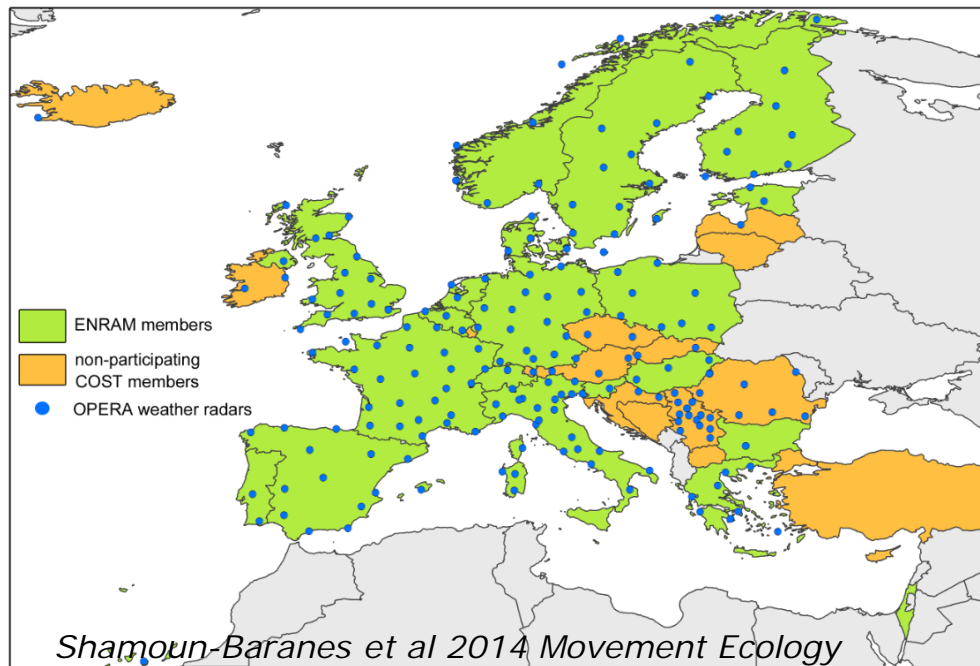 ENRAM members
non-participating
COST members
OPERA weather radars
Shamoun-Baranes et al 2014 Movement Ecology